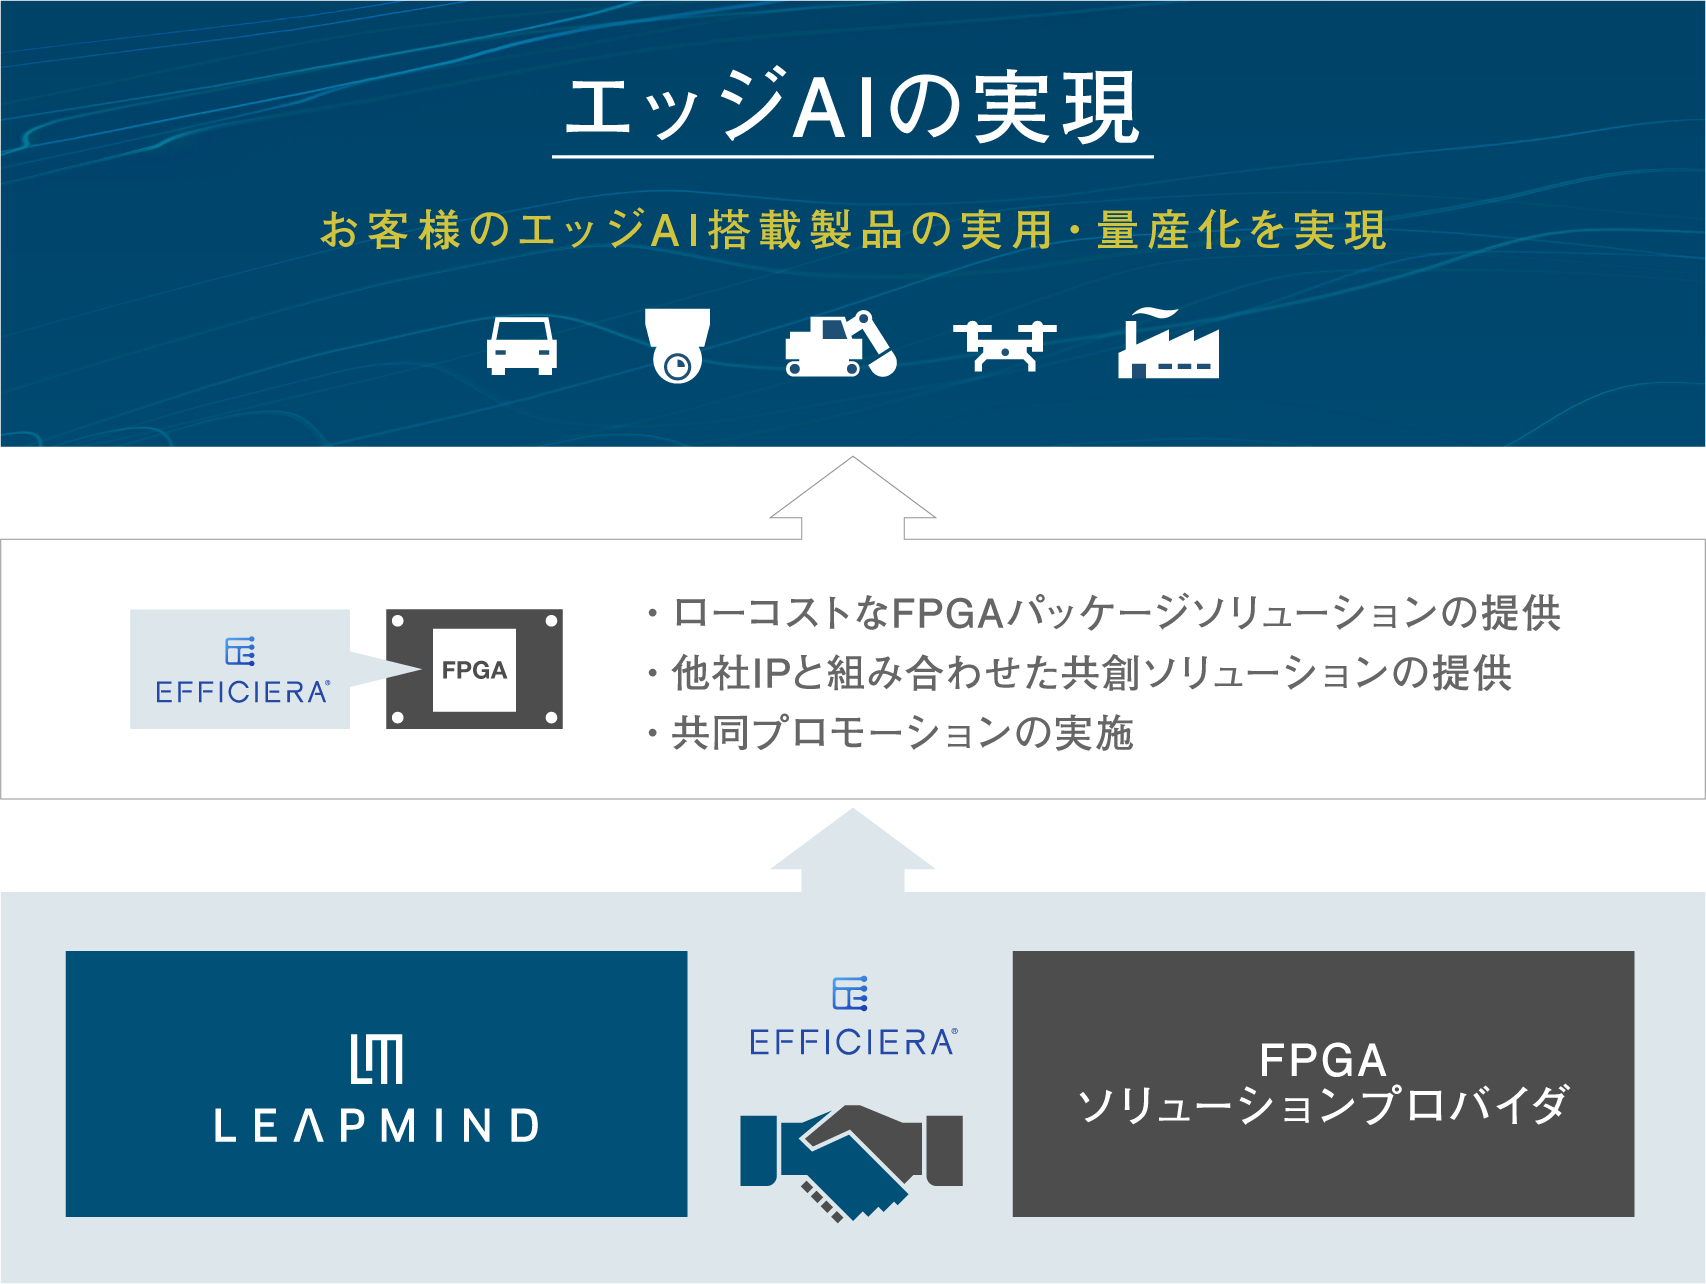 エッジAIの実現
お客様のエッジAI搭載製品の実用・量産化を実現
EFFICIERA®
FPGA
・ローコストなFPGAパッケージソリューションの提供
・他社IPと組み合わせた共創ソリューションの提供
・共同プロモーションの実施
LM
LEAPMIND
EFFICIERA®
FPGA
ソリューションプロバイダ